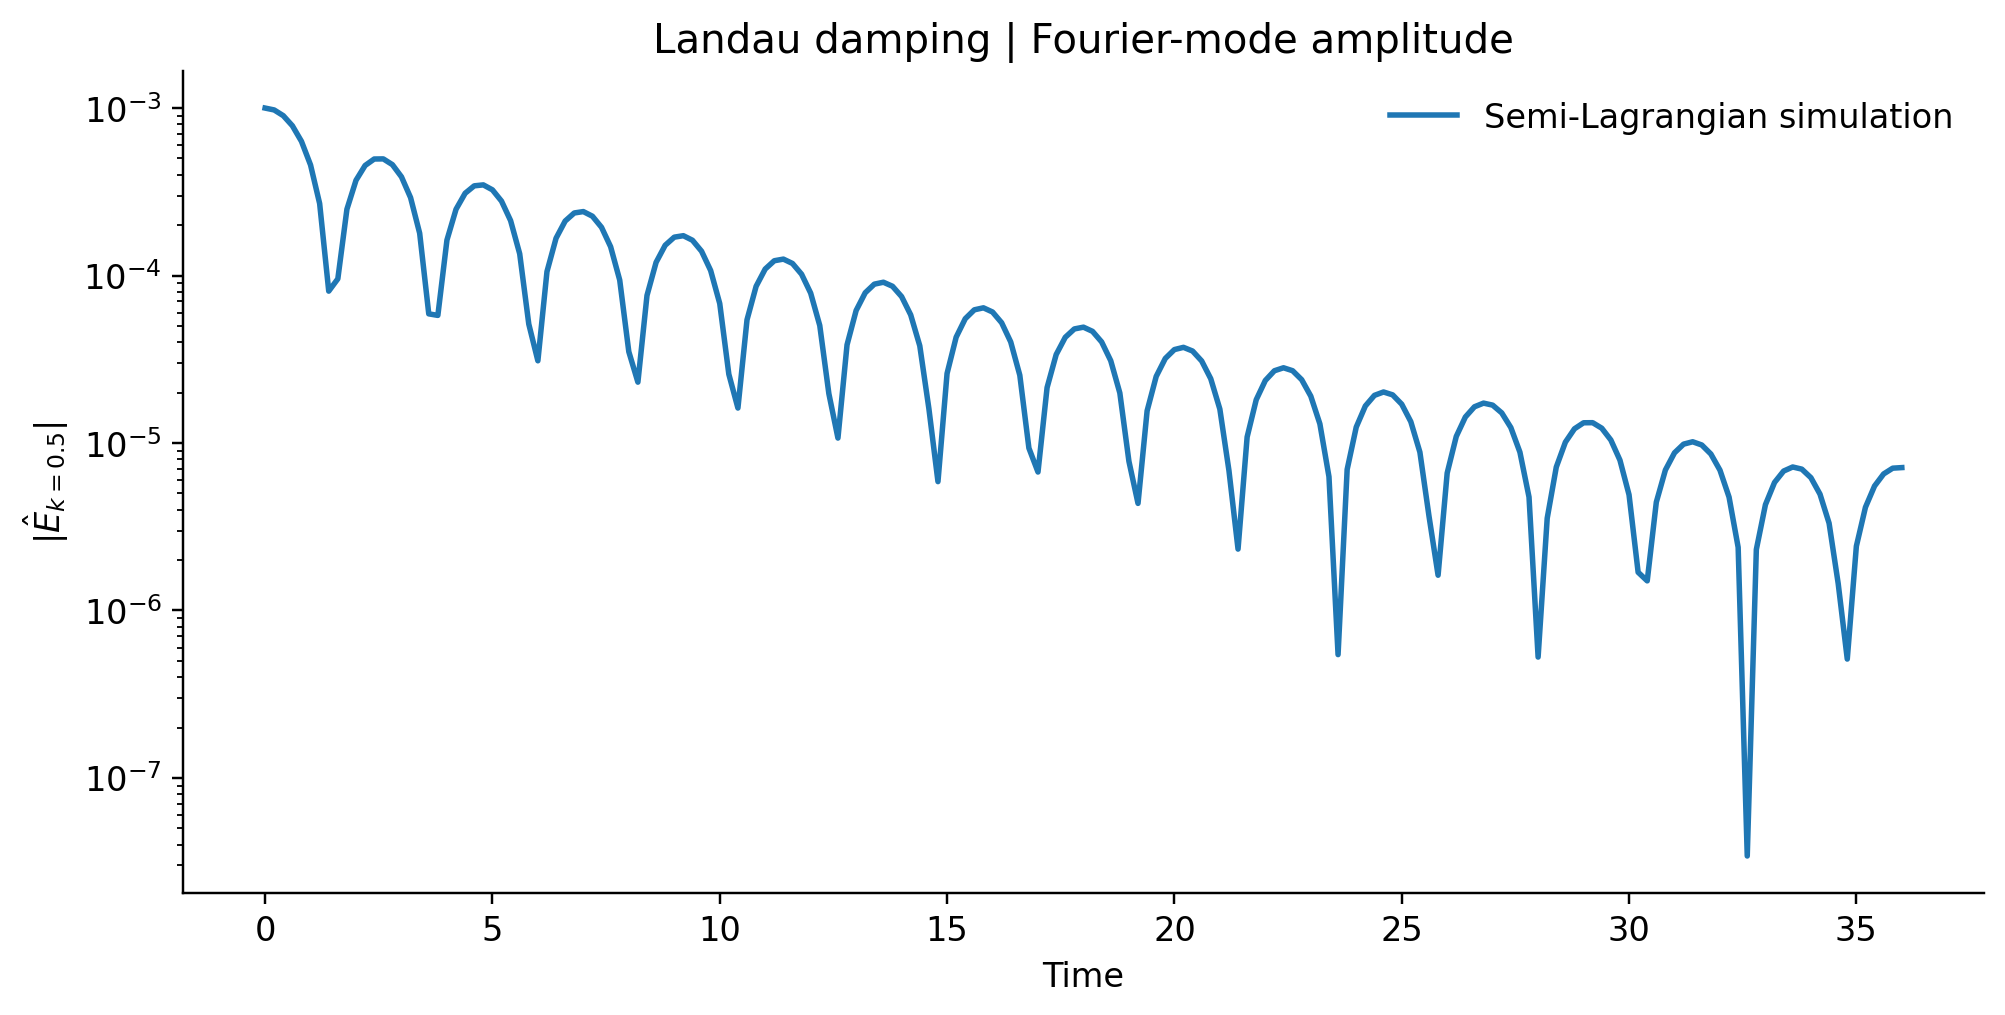 Landau damping | Fourier-mode amplitude
Semi-Lagrangian simulation
10⁻³
10⁻⁴
10⁻⁵
10⁻⁶
10⁻⁷
|Ê_{k=0.5}|
0 5 10 15 20 25 30 35
Time